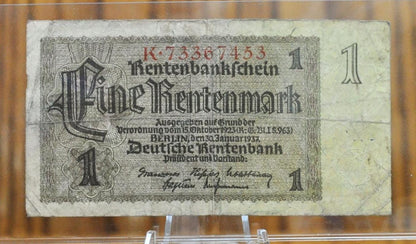 K·73367453
1
Rentenbankschein
1
Eine Rentenmark
Ausgegeben auf Grund der
Verordnung vom 15. Oktober 1923 (R.G.Bl.I S.963)
BERLIN, den 30. Januar 1937
Deutsche Rentenbank
Präsident und Vorstand:
1
1